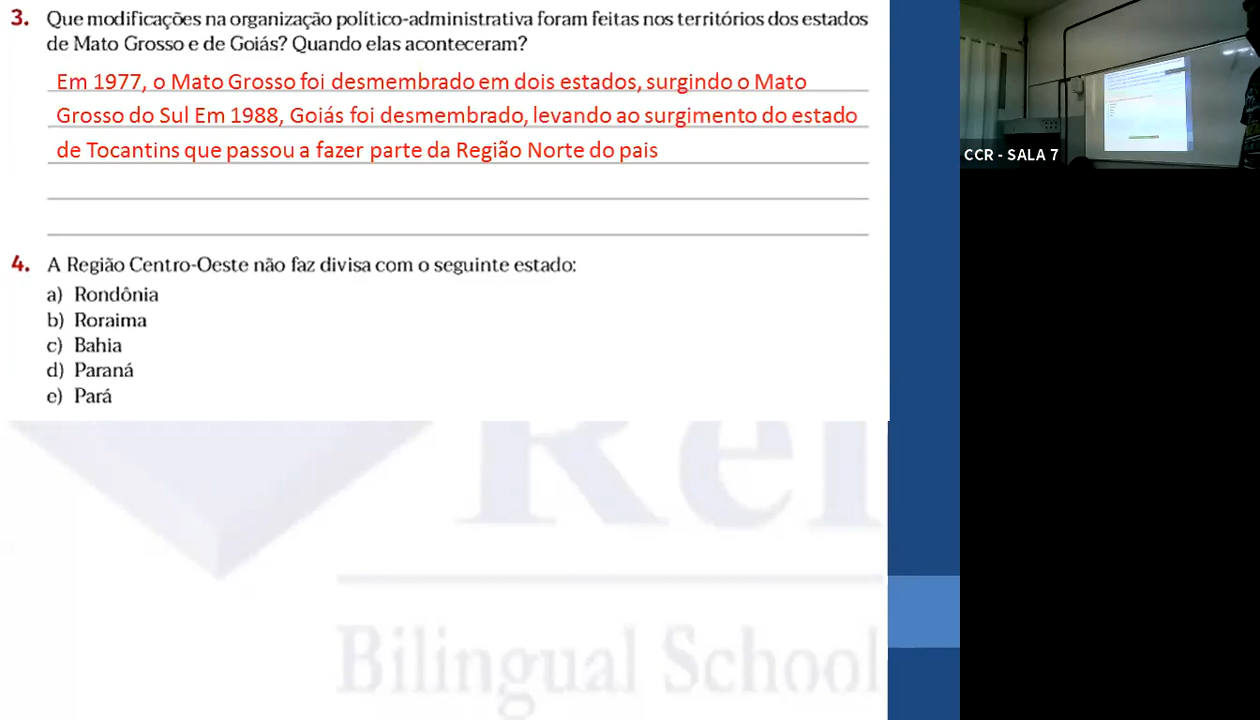 3. Que modificações na organização político-administrativa foram feitas nos territórios dos estados
de Mato Grosso e de Goiás? Quando elas aconteceram?
Em 1977, o Mato Grosso foi desmembrado em dois estados, surgindo o Mato
Grosso do Sul Em 1988, Goiás foi desmembrado, levando ao surgimento do estado
de Tocantins que passou a fazer parte da Região Norte do pais
4. A Região Centro-Oeste não faz divisa com o seguinte estado:
a) Rondônia
b) Roraima
c) Bahia
d) Paraná
e) Pará
Bilingual School
CCR - SALA 7